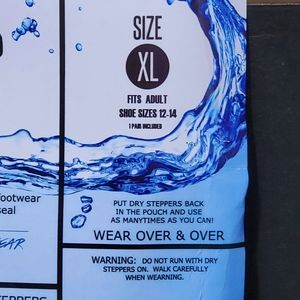 SIZE
XL
FITS ADULT
SHOE SIZES 12-14
1 PAIR INCLUDED
footwear
seal
PUT DRY STEPPERS BACK
IN THE POUCH AND USE
AS MANYTIMES AS YOU CAN!
WEAR OVER & OVER
WARNING: DO NOT RUN WITH DRY
STEPPERS ON. WALK CAREFULLY
WHEN WEARNING.